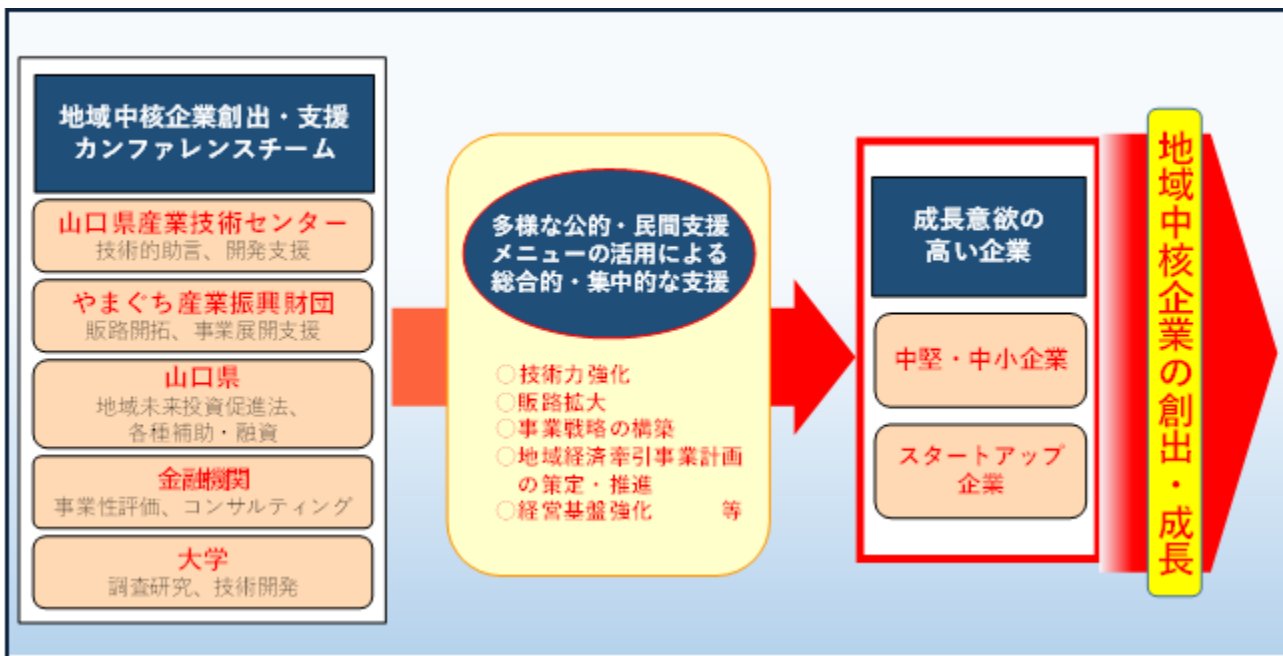 地域中核企業創出・支援
カンファレンスチーム
山口県産業技術センター
技術的助言、開発支援
やまぐち産業振興財団
販路開拓、事業展開支援
山口県
地域未来投資促進法、
各種補助・融資
金融機関
事業性評価、コンサルティング
大学
調査研究、技術開発
多様な公的・民間支援
メニューの活用による
総合的・集中的な支援
○技術力強化
○販路拡大
○事業戦略の構築
○地域経済牽引事業計画
の策定・推進
○経営基盤強化 等
成長意欲の
高い企業
中堅・中小企業
スタートアップ
企業
地域中核企業の創出・成長